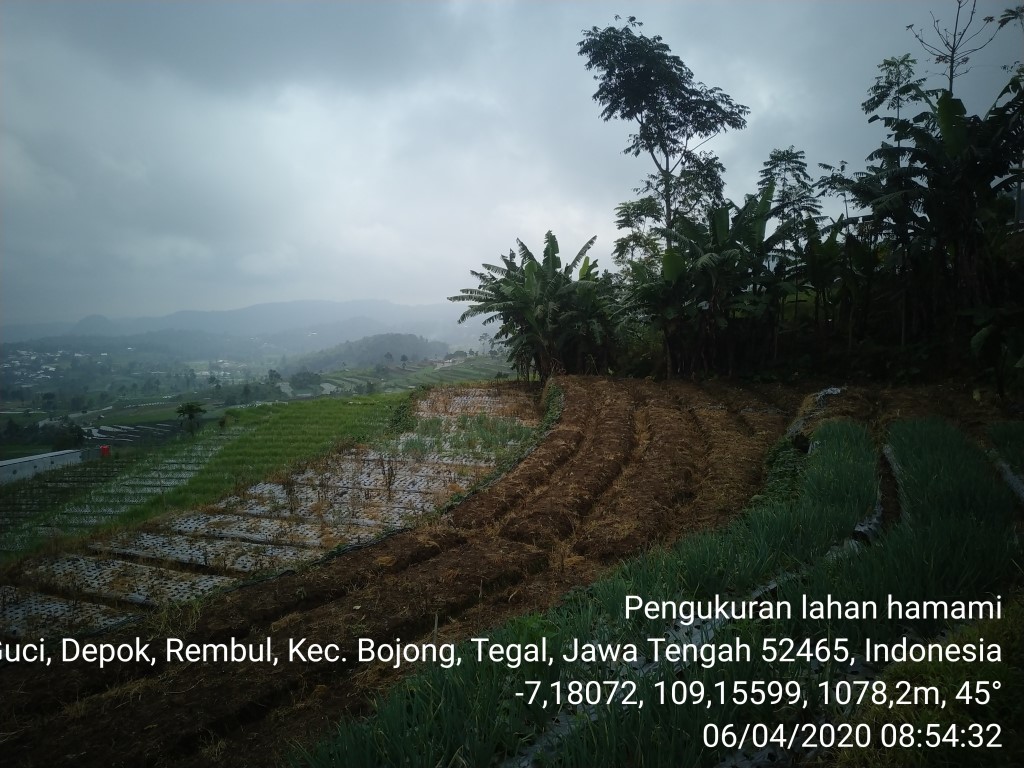 Pengukuran lahan hamami
Guci, Depok, Rembul, Kec. Bojong, Tegal, Jawa Tengah 52465, Indonesia
-7,18072, 109,15599, 1078,2m, 45°
06/04/2020 08:54:32